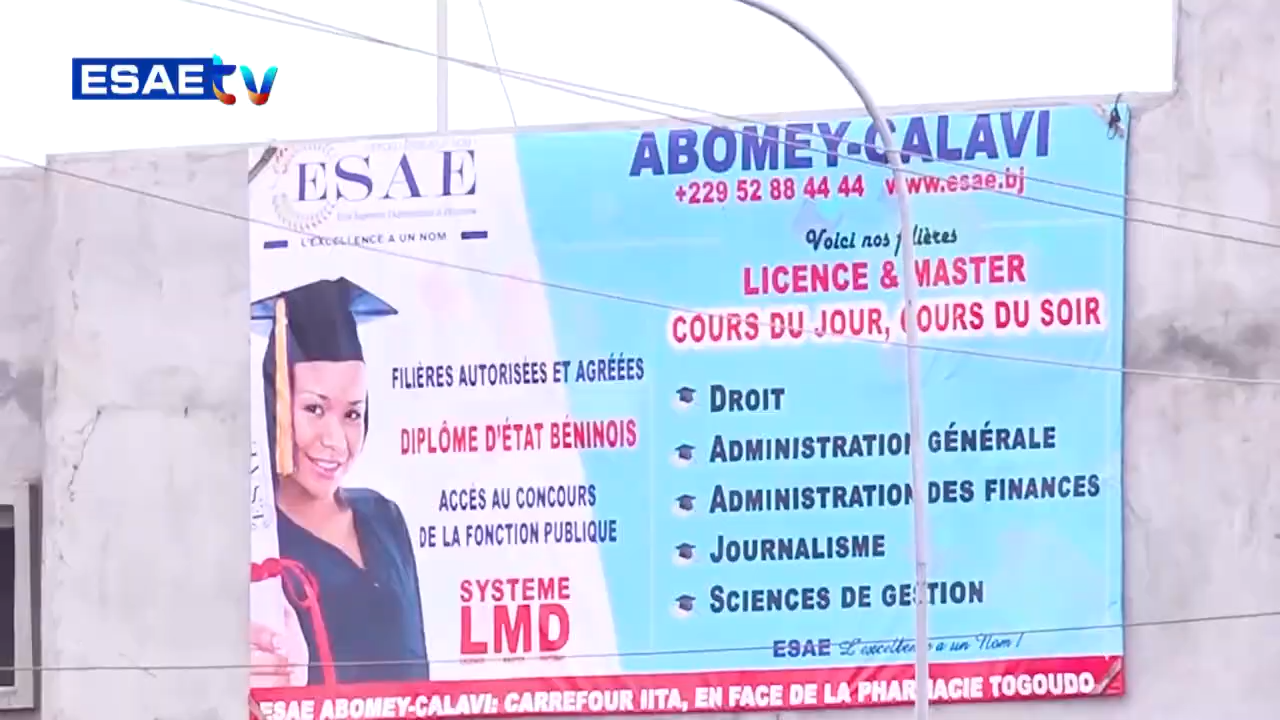 ESAE tv
ESAE
L'EXCELLENCE A UN NOM
FILIÈRES AUTORISÉES ET AGRÉÉES
DIPLÔME D'ÉTAT BÉNINOIS
ACCÈS AU CONCOURS
DE LA FONCTION PUBLIQUE
SYSTEME
LMD
ABOMEY-CALAVI
+229 52 88 44 44 www.esae.bj
Voici nos filières
LICENCE & MASTER
COURS DU JOUR, COURS DU SOIR
DROIT
ADMINISTRATION GÉNÉRALE
ADMINISTRATION DES FINANCES
JOURNALISME
SCIENCES DE GESTION
ESAE L'excellence a un Nom !
ESAE ABOMEY-CALAVI: CARREFOUR IITA, EN FACE DE LA PHARMACIE TOGOUDO